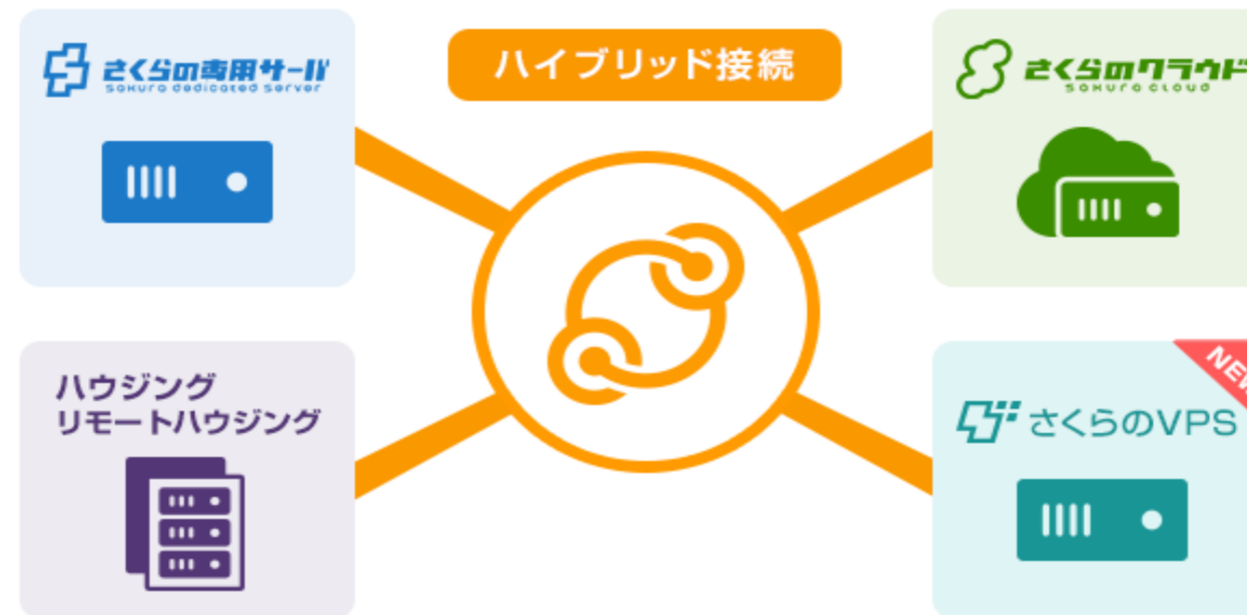 さくらの専用サーバ
sakura dedicated server
ハイブリッド接続
さくらのクラウド
sakura cloud
ハウジング
リモートハウジング
NEW
さくらのVPS